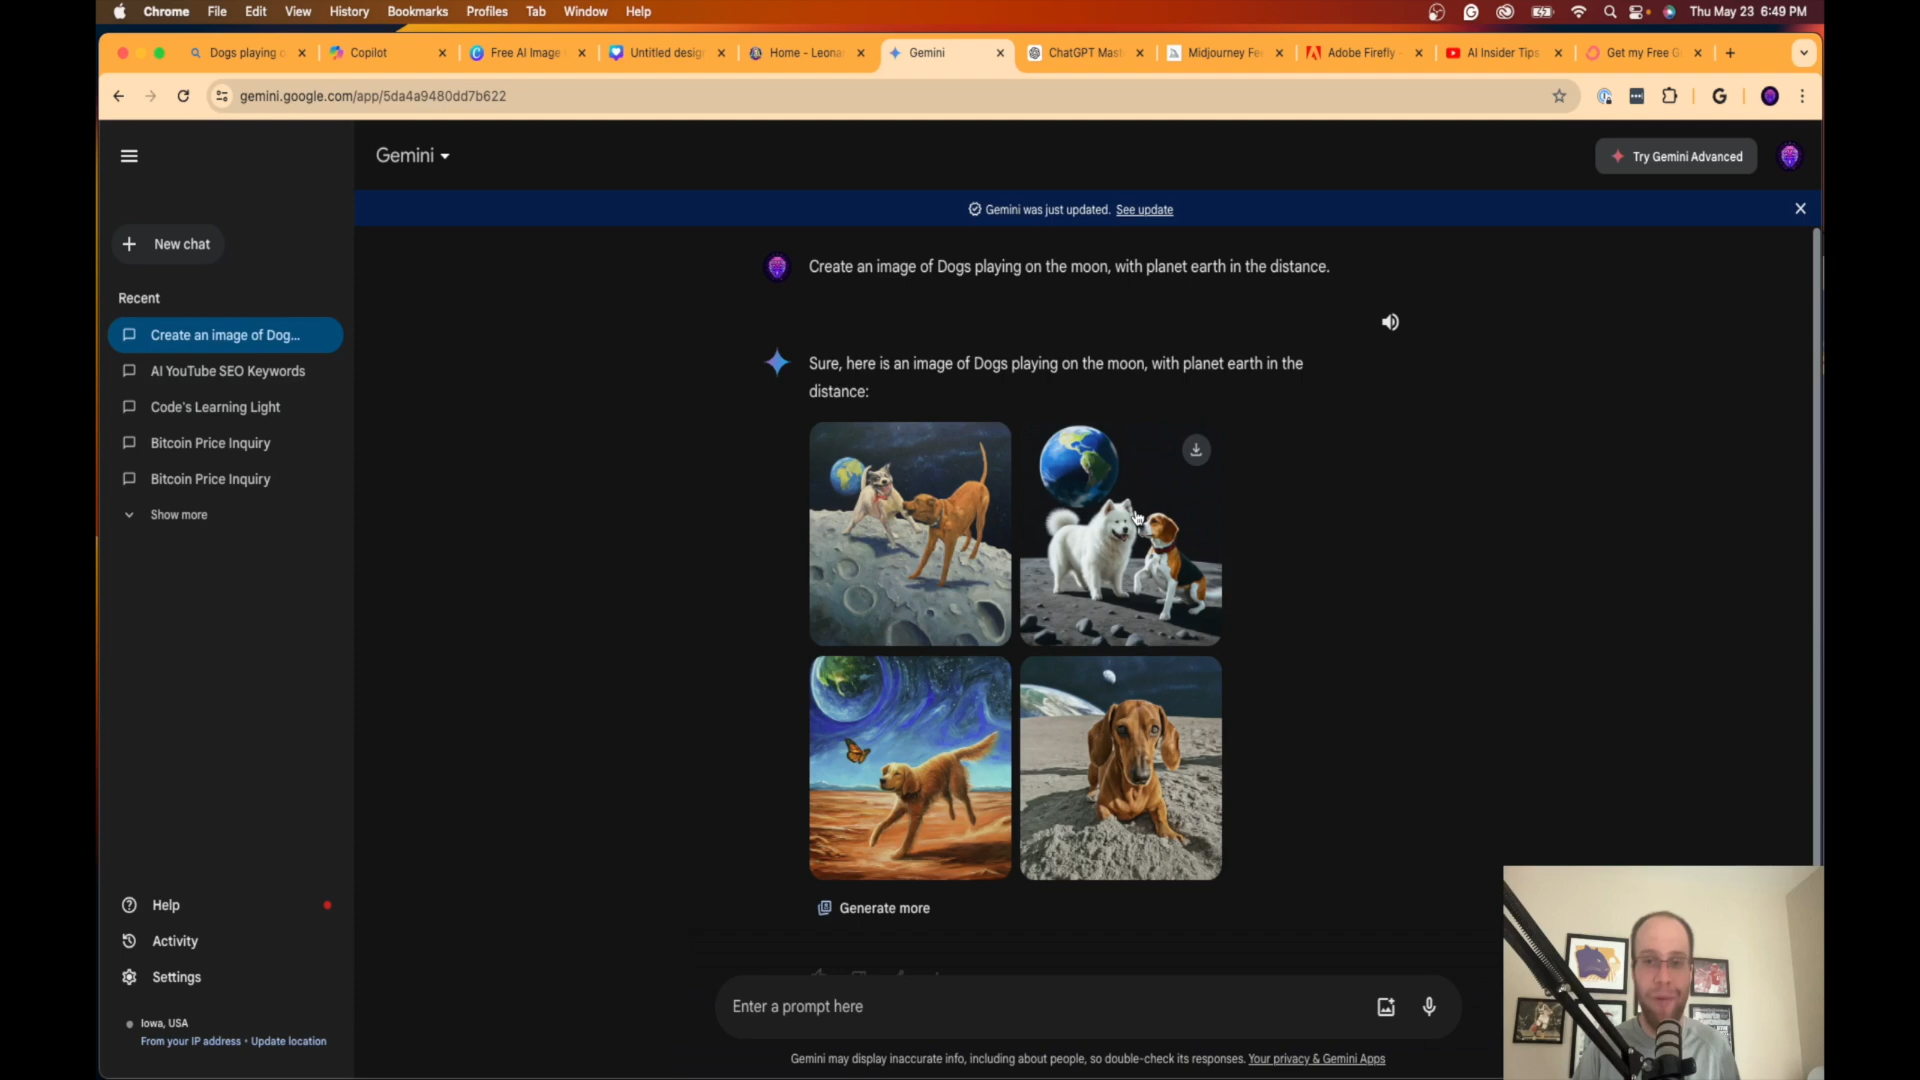 Chrome File Edit View History Bookmarks Profiles Tab Window Help Thu May 23 6:49 PM
Dogs playing Copilot Free AI Image Untitled desig Home - Leona Gemini ChatGPT Mas Midjourney Fe Adobe Firefly AI Insider Tips Get my Free G
gemini.google.com/app/5da4a9480dd7b622
Gemini
Try Gemini Advanced
Gemini was just updated. See update
New chat
Recent
Create an image of Dog...
AI YouTube SEO Keywords
Code's Learning Light
Bitcoin Price Inquiry
Bitcoin Price Inquiry
Show more
Create an image of Dogs playing on the moon, with planet earth in the distance.
Sure, here is an image of Dogs playing on the moon, with planet earth in the
distance:
Generate more
Help
Activity
Settings
Iowa, USA
From your IP address • Update location
Enter a prompt here
Gemini may display inaccurate info, including about people, so double-check its responses. Your privacy & Gemini Apps